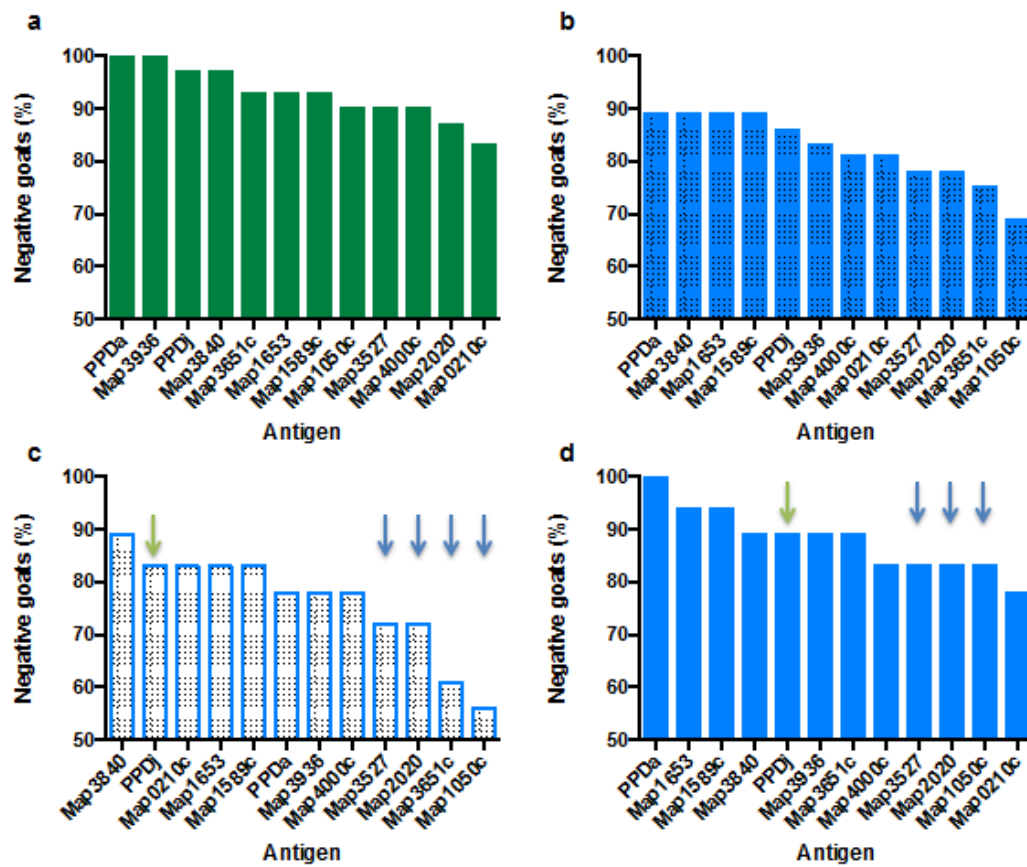 a
Negative goats (%)
100
90
80
70
60
50
PPDa
Map3936
PPDj
Map3840
Map3651c
Map1653
Map1589c
Map1050c
Map3527
Map4000c
Map2020
Map0210c
Antigen
b
Negative goats (%)
100
90
80
70
60
50
PPDa
Map3840
Map1653
Map1589c
PPDj
Map3936
Map4000c
Map0210c
Map3527
Map2020
Map3651c
Map1050c
Antigen
c
Negative goats (%)
100
90
80
70
60
50
Map3840
PPDj
Map0210c
Map1653
Map1589c
PPDa
Map3936
Map4000c
Map3527
Map2020
Map3651c
Map1050c
Antigen
d
Negative goats (%)
100
90
80
70
60
50
PPDa
Map1653
Map1589c
Map3840
PPDj
Map3936
Map3651c
Map4000c
Map3527
Map2020
Map1050c
Map0210c
Antigen